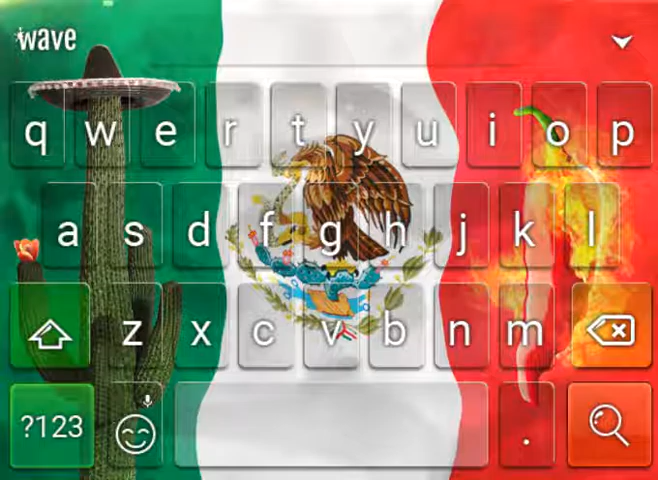 wave
q w e r t y u i o p
a s d f g h j k l
z x c v b n m
?123 .